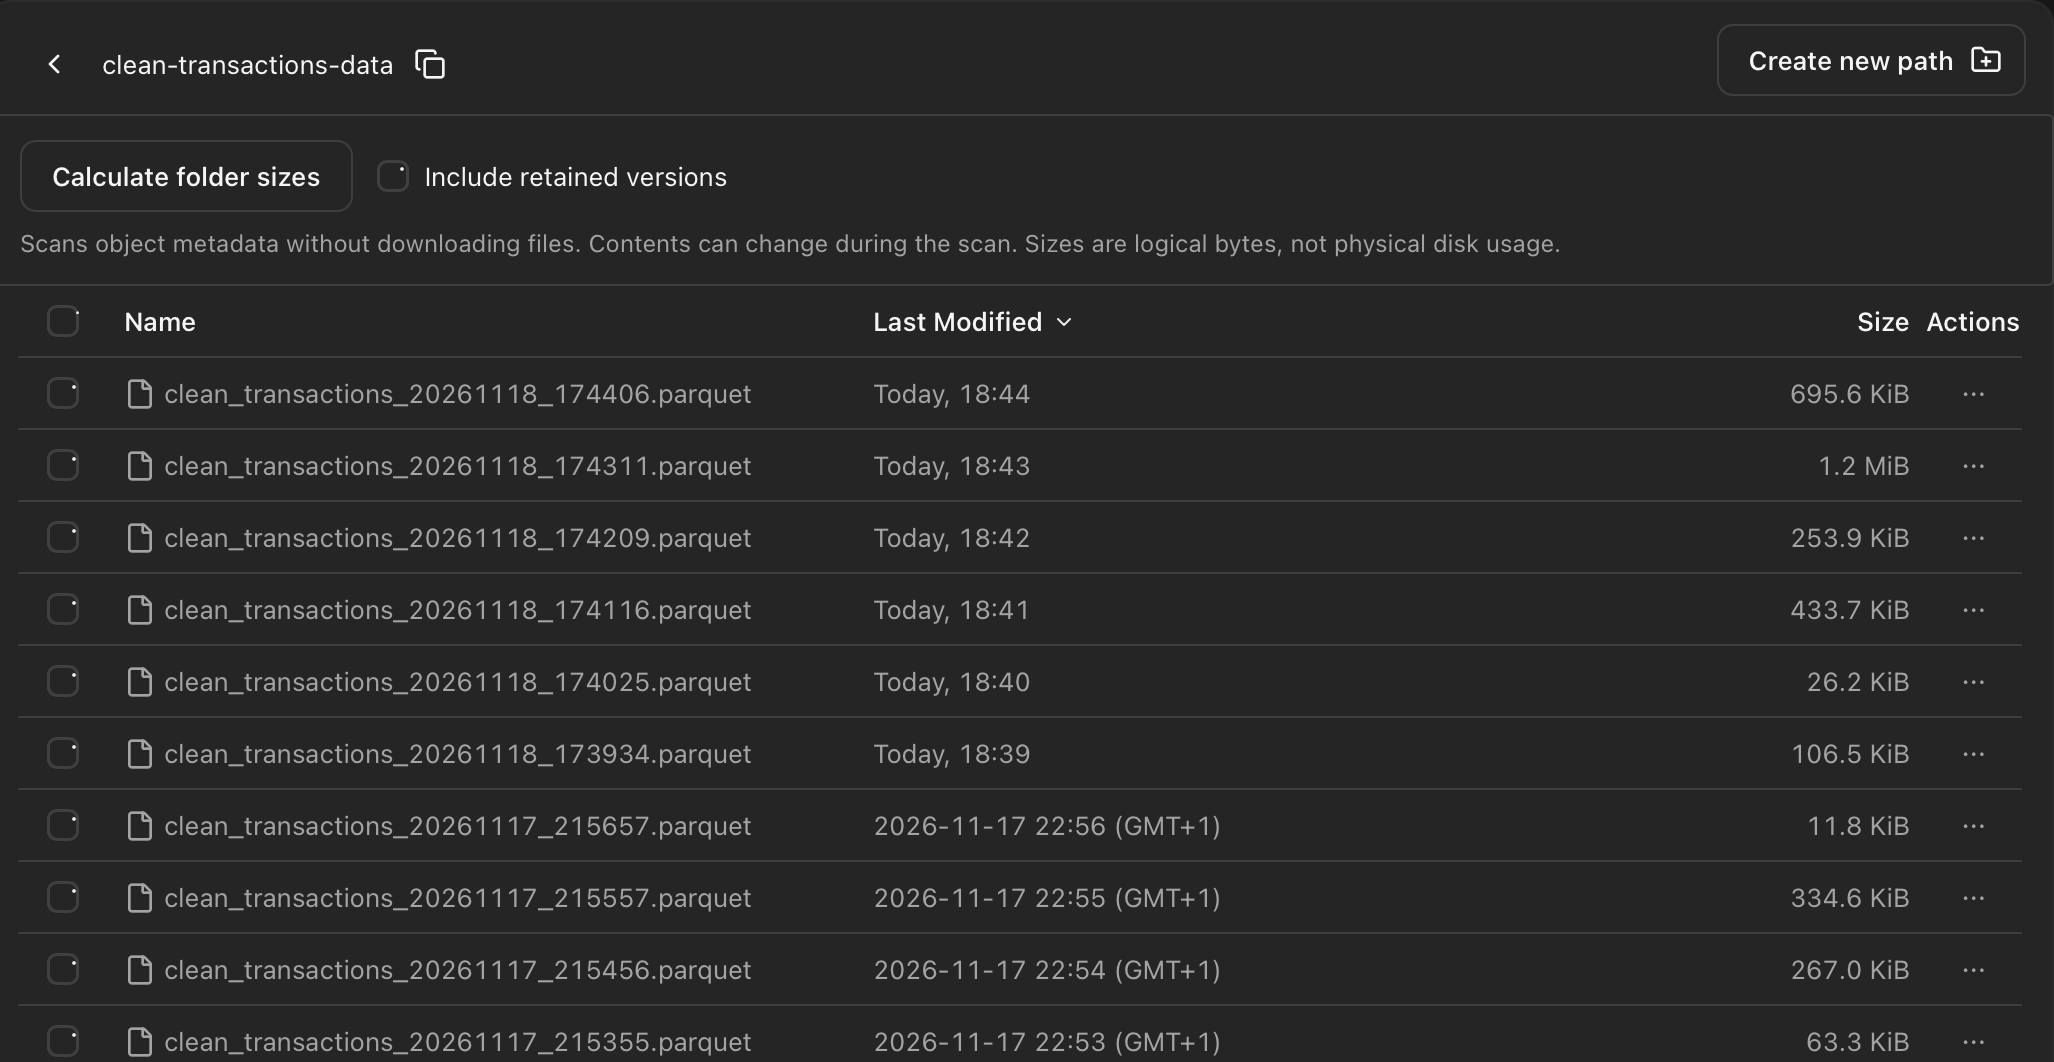 clean-transactions-data
Create new path
Calculate folder sizes Include retained versions
Scans object metadata without downloading files. Contents can change during the scan. Sizes are logical bytes, not physical disk usage.
Name Last Modified Size Actions
clean_transactions_20261118_174406.parquet Today, 18:44 695.6 KiB ...
clean_transactions_20261118_174311.parquet Today, 18:43 1.2 MiB ...
clean_transactions_20261118_174209.parquet Today, 18:42 253.9 KiB ...
clean_transactions_20261118_174116.parquet Today, 18:41 433.7 KiB ...
clean_transactions_20261118_174025.parquet Today, 18:40 26.2 KiB ...
clean_transactions_20261118_173934.parquet Today, 18:39 106.5 KiB ...
clean_transactions_20261117_215657.parquet 2026-11-17 22:56 (GMT+1) 11.8 KiB ...
clean_transactions_20261117_215557.parquet 2026-11-17 22:55 (GMT+1) 334.6 KiB ...
clean_transactions_20261117_215456.parquet 2026-11-17 22:54 (GMT+1) 267.0 KiB ...
clean_transactions_20261117_215355.parquet 2026-11-17 22:53 (GMT+1) 63.3 KiB ...